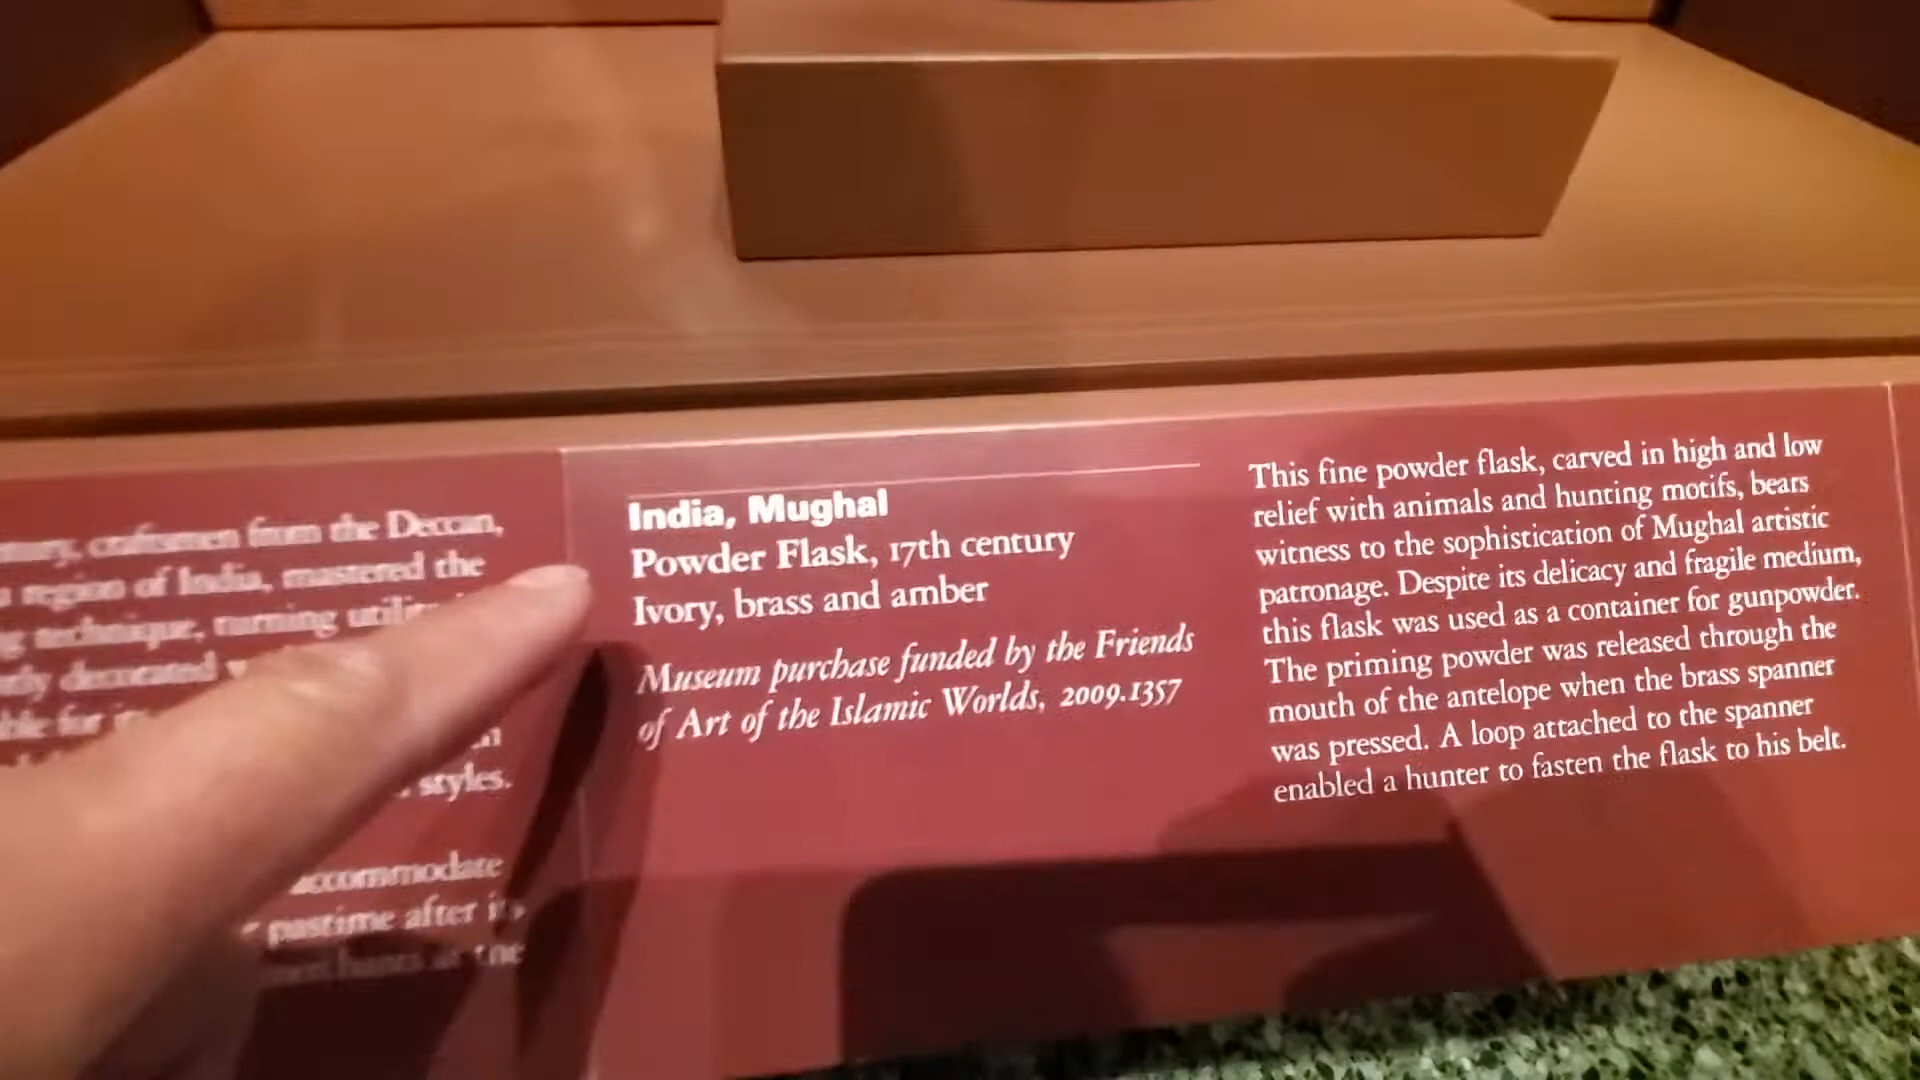 craftsmen from the Deccan,
region of India, mastered the
technique, turning
decorated
styles.
accommodate
pastime after
India, Mughal
Powder Flask, 17th century
Ivory, brass and amber
Museum purchase funded by the Friends
of Art of the Islamic Worlds, 2009.1357
This fine powder flask, carved in high and low
relief with animals and hunting motifs, bears
witness to the sophistication of Mughal artistic
patronage. Despite its delicacy and fragile medium,
this flask was used as a container for gunpowder.
The priming powder was released through the
mouth of the antelope when the brass spanner
was pressed. A loop attached to the spanner
enabled a hunter to fasten the flask to his belt.